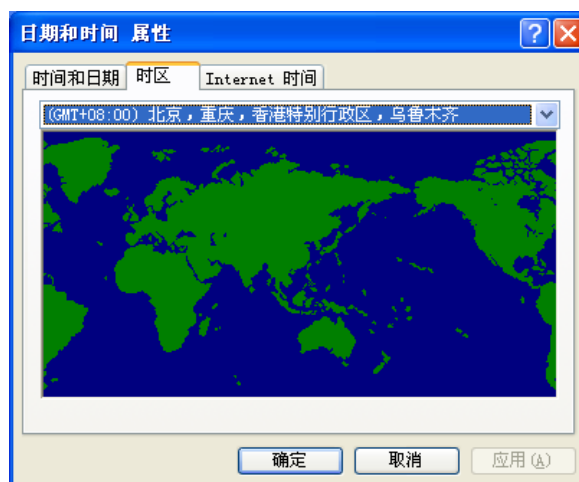 日期和时间 属性
时间和日期 时区 Internet 时间
(GMT+08:00) 北京，重庆，香港特别行政区，乌鲁木齐
确定 取消 应用(A)